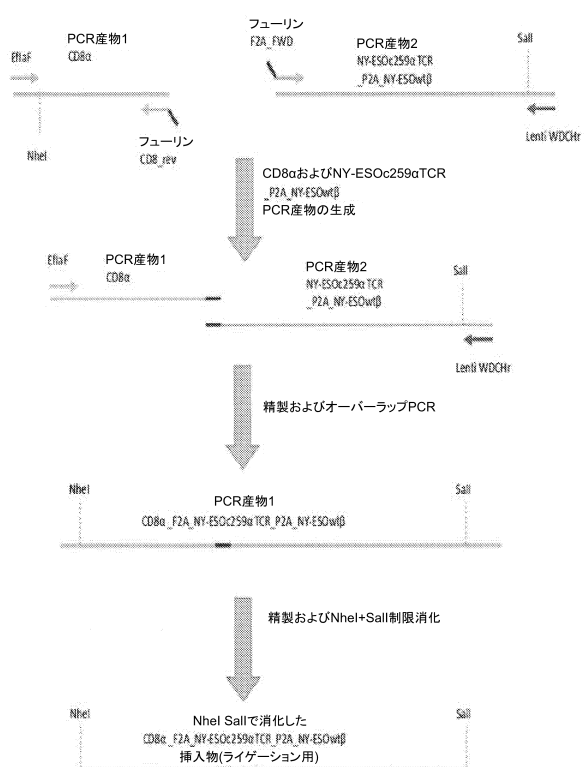 EflaF
PCR産物1
CD8α
フューリン
F2A_FWD
PCR産物2
NY-ESOc259αTCR
_P2A_NY-ESOwtβ
SalI
NheI
フューリン
CD8_rev
Lenti WDCHr
CD8αおよびNY-ESOc259αTCR
_P2A_NY-ESOwtβ
PCR産物の生成
EflaF
PCR産物1
CD8α
PCR産物2
NY-ESOc259αTCR
_P2A_NY-ESOwtβ
SalI
Lenti WDCHr
精製およびオーバーラップPCR
NheI
PCR産物1
CD8α_F2A_NY-ESOc259αTCR_P2A_NY-ESOwtβ
SalI
精製およびNheI+SalI制限消化
NheI
NheI SalIで消化した
CD8α_F2A_NY-ESOc259αTCR_P2A_NY-ESOwtβ
挿入物(ライゲーション用)
SalI